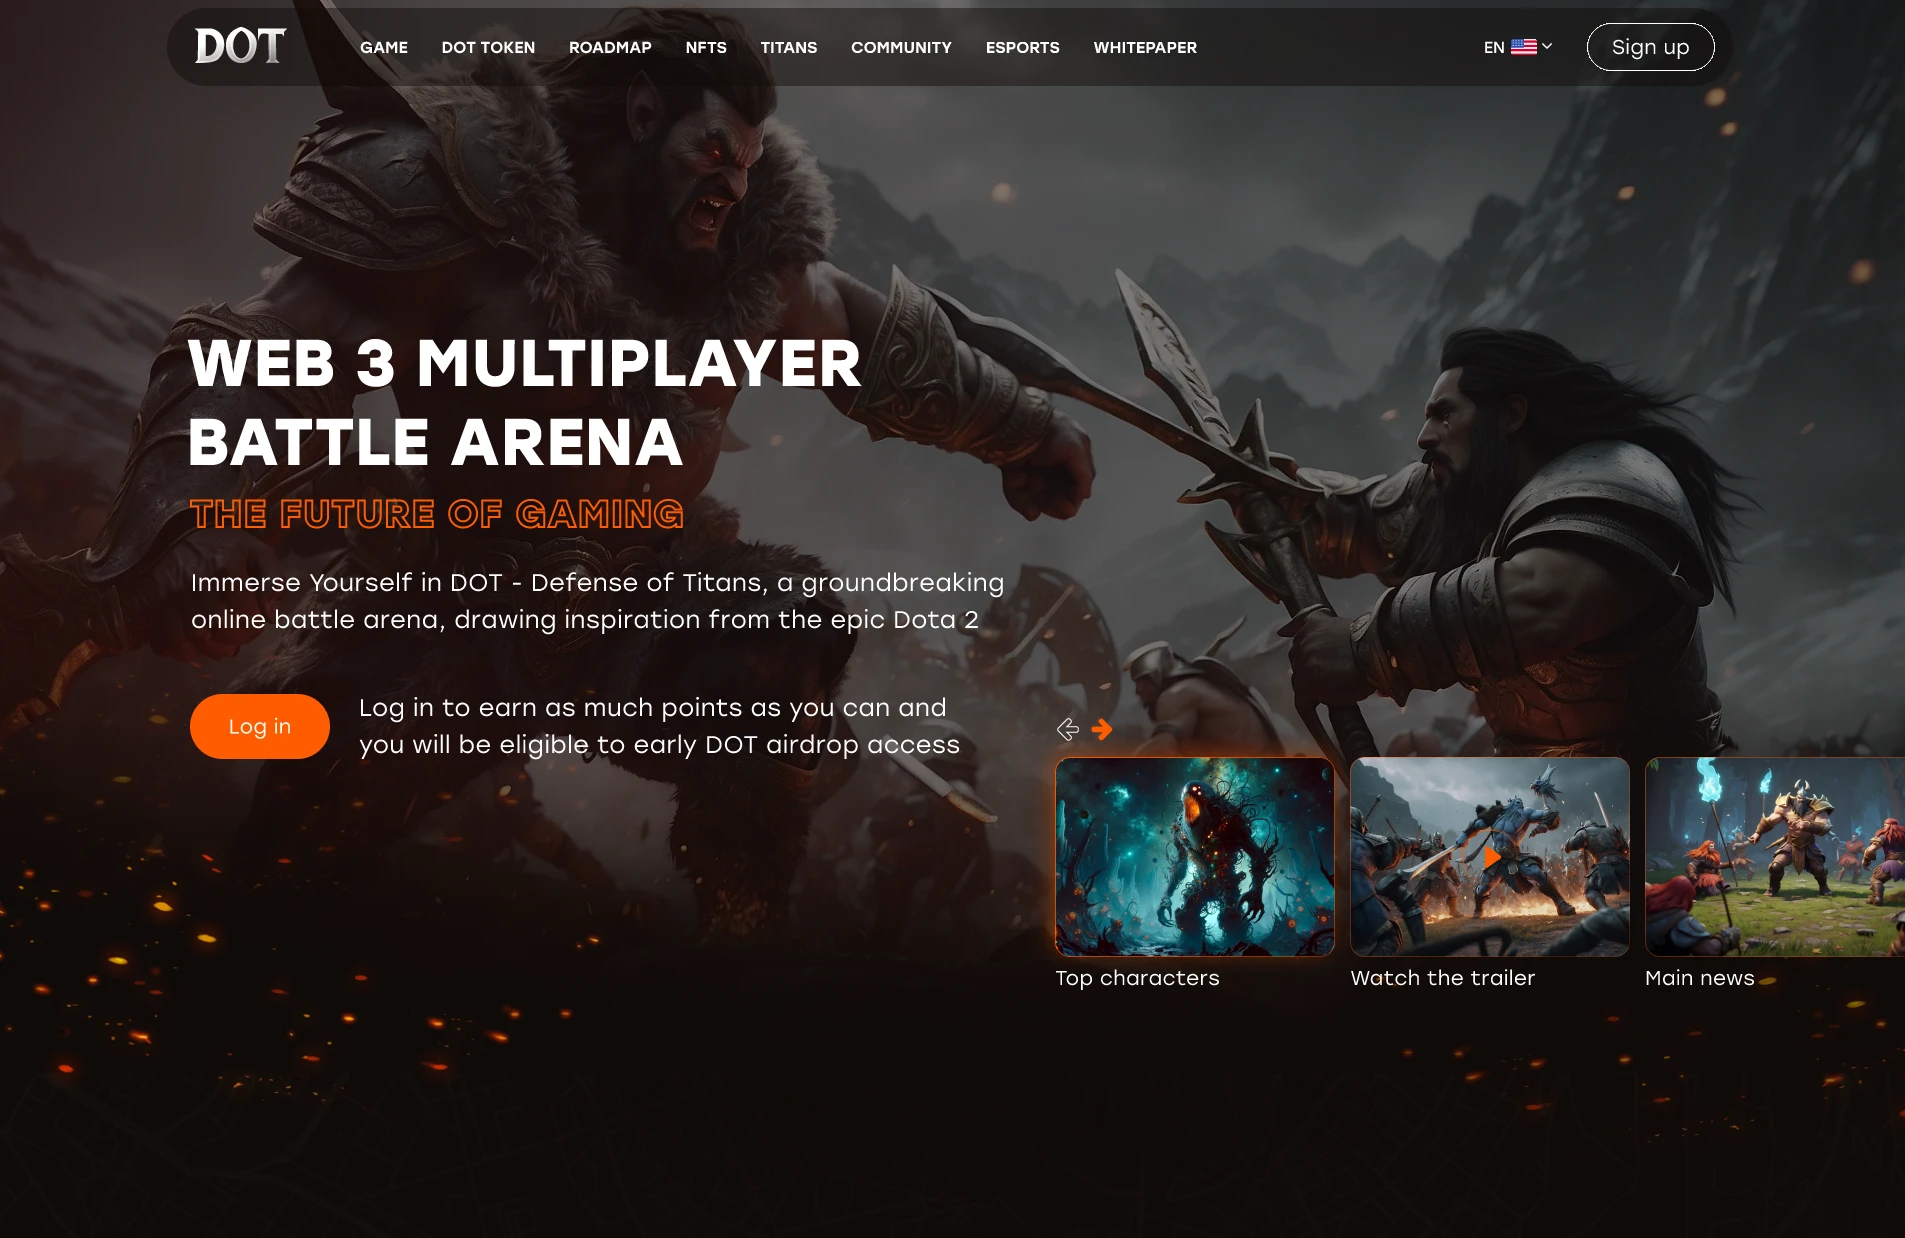 DOT
GAME
DOT TOKEN
ROADMAP
NFTS
TITANS
COMMUNITY
ESPORTS
WHITEPAPER
EN
Sign up
WEB 3 MULTIPLAYER
BATTLE ARENA
THE FUTURE OF GAMING
Immerse Yourself in DOT - Defense of Titans, a groundbreaking
online battle arena, drawing inspiration from the epic Dota 2
Log in
Log in to earn as much points as you can and
you will be eligible to early DOT airdrop access
Top characters
Watch the trailer
Main news